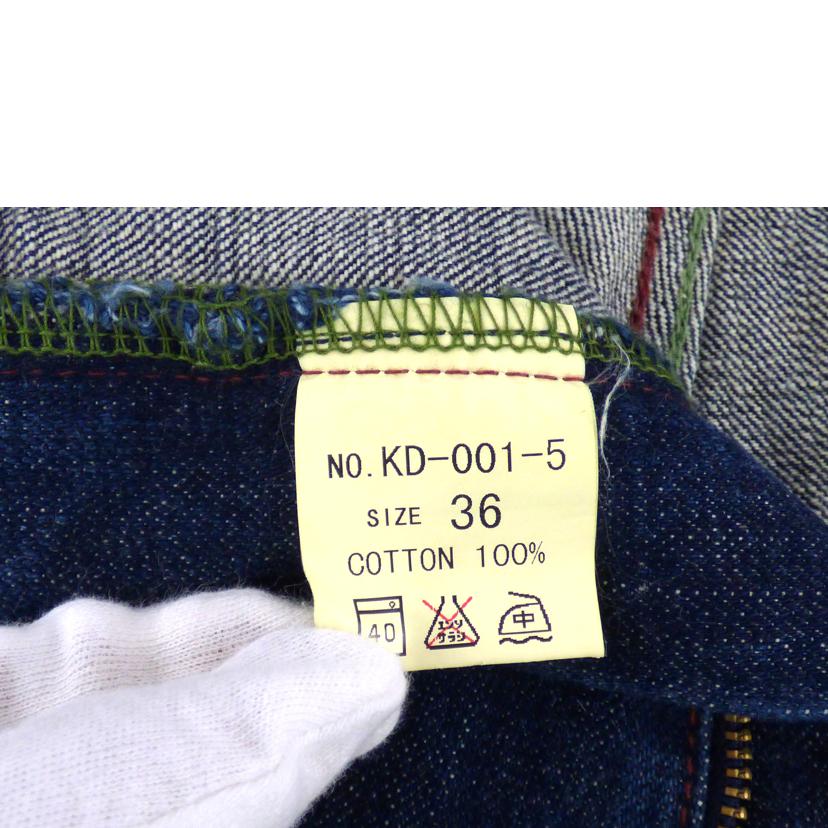 NO. KD-001-5
SIZE 36
COTTON 100%
40 エンソ サラシ 中